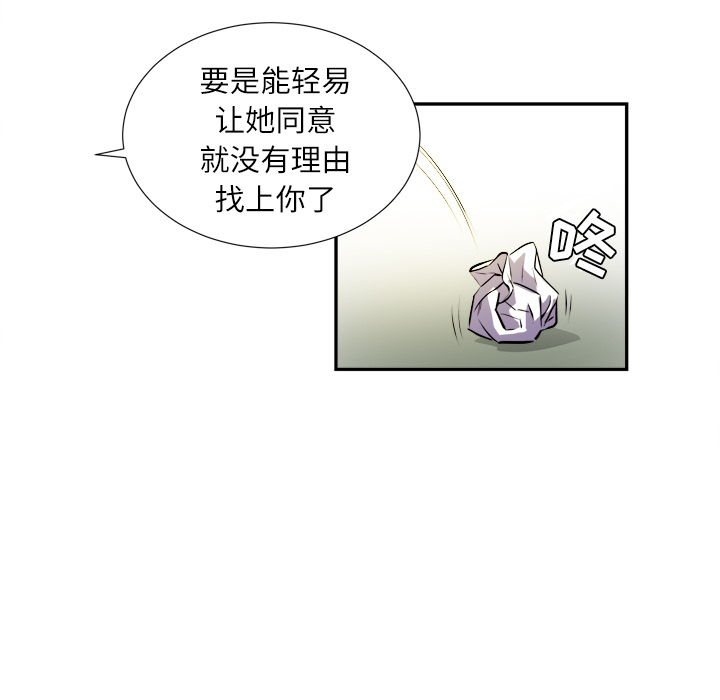 要是能轻易
让她同意
就没有理由
找上你了
咚